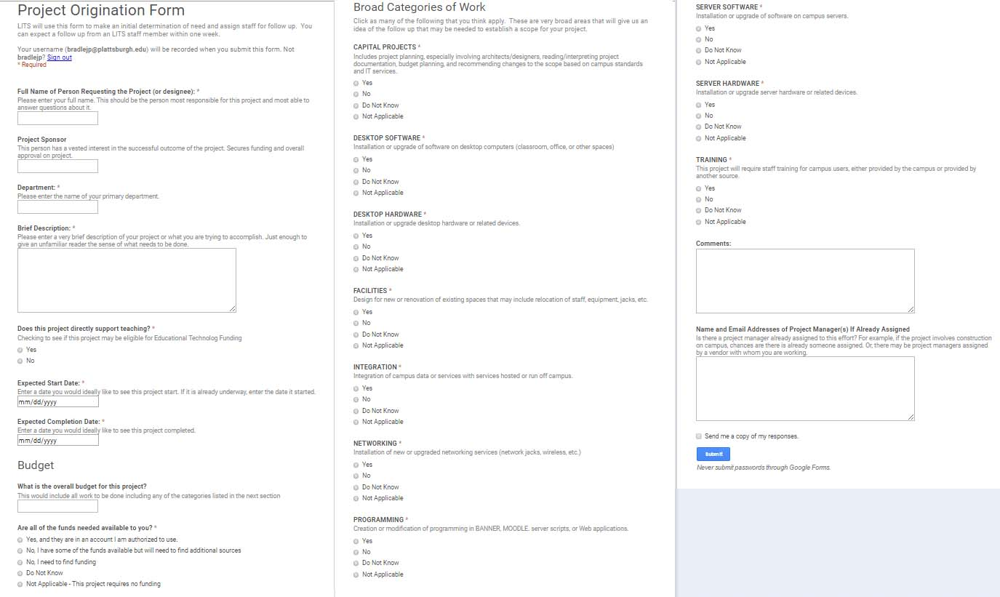 Project Origination Form
LITS will use this form to make an initial determination of need and assign staff for follow up. You
can expect a follow up from an LITS staff member within one week.
Your username (bradlejp@plattsburgh.edu) will be recorded when you submit this form. Not
bradlejp? Sign out
* Required
Full Name of Person Requesting the Project (or designee): *
Please enter your full name. This should be the person most responsible for this project and most able to
answer questions about it.
Project Sponsor
This person has a vested interest in the successful outcome of the project. Secures funding and overall
approval on project.
Department: *
Please enter the name of your primary department.
Brief Description: *
Please enter a very brief description of your project or what you are trying to accomplish. Just enough to
give an unfamiliar reader the sense of what needs to be done.
Does this project directly support teaching? *
Checking to see if this project may be eligible for Educational Technolog Funding
Yes
No
Expected Start Date: *
Enter a date you would ideally like to see this project start. If it is already underway, enter the date it started.
mm/dd/yyyy
Expected Completion Date: *
Enter a date you would ideally like to see this project completed.
mm/dd/yyyy
Budget
What is the overall budget for this project?
This would include all work to be done including any of the categories listed in the next section
Are all of the funds needed available to you? *
Yes, and they are in an account I am authorized to use.
No, I have some of the funds available but will need to find additional sources
No, I need to find funding
Do Not Know
Not Applicable - This project requires no funding
Broad Categories of Work
Click as many of the following that you think apply. These are very broad areas that will give us an
idea of the follow up that may be needed to establish a scope for your project.
CAPITAL PROJECTS *
Includes project planning, especially involving architects/designers, reading/interpreting project
documentation, budget planning, and recommending changes to the scope based on campus standards
and IT services.
Yes
No
Do Not Know
Not Applicable
DESKTOP SOFTWARE *
Installation or upgrade of software on desktop computers (classroom, office, or other spaces)
Yes
No
Do Not Know
Not Applicable
DESKTOP HARDWARE *
Installation or upgrade desktop hardware or related devices.
Yes
No
Do Not Know
Not Applicable
FACILITIES *
Design for new or renovation of existing spaces that may include relocation of staff, equipment, jacks, etc.
Yes
No
Do Not Know
Not Applicable
INTEGRATION *
Integration of campus data or services with services hosted or run off campus.
Yes
No
Do Not Know
Not Applicable
NETWORKING *
Installation of new or upgraded networking services (network jacks, wireless, etc.)
Yes
No
Do Not Know
Not Applicable
PROGRAMMING *
Creation or modification of programming in BANNER, MOODLE, server scripts, or Web applications.
Yes
No
Do Not Know
Not Applicable
SERVER SOFTWARE *
Installation or upgrade of software on campus servers.
Yes
No
Do Not Know
Not Applicable
SERVER HARDWARE *
Installation or upgrade server hardware or related devices.
Yes
No
Do Not Know
Not Applicable
TRAINING *
This project will require staff training for campus users, either provided by the campus or provided by
another source.
Yes
No
Do Not Know
Not Applicable
Comments:
Name and Email Addresses of Project Manager(s) If Already Assigned
Is there a project manager already assigned to this effort? For example, if the project involves construction
on campus, chances are there is already someone assigned. Or, there may be project managers assigned
by a vendor with whom you are working.
Send me a copy of my responses.
Submit
Never submit passwords through Google Forms.